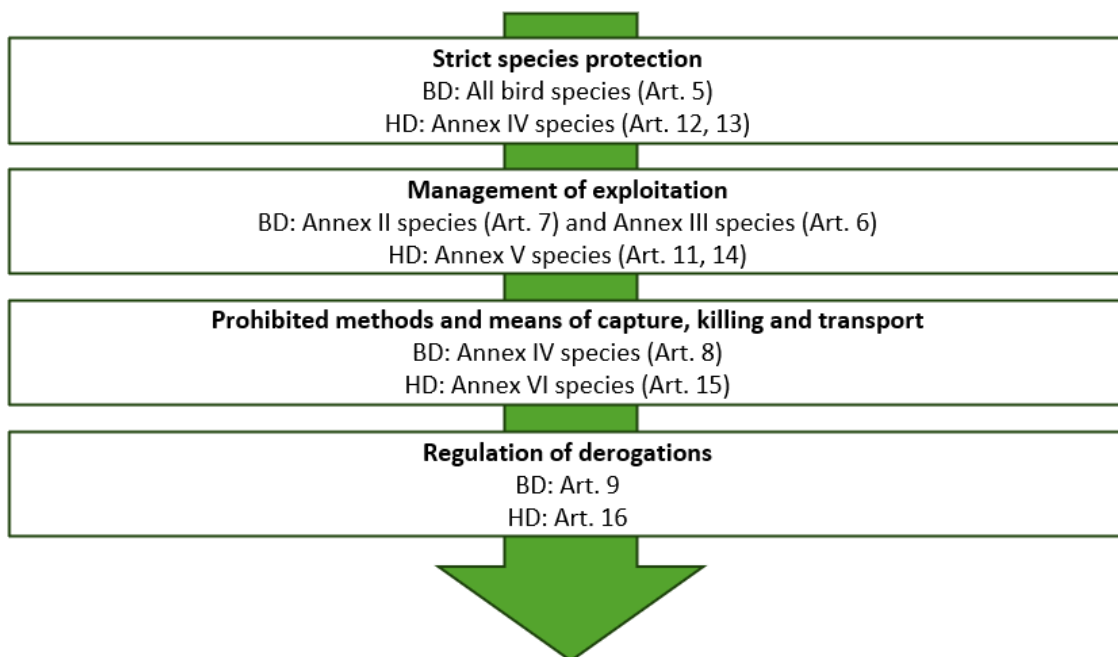 Strict species protection
BD: All bird species (Art. 5)
HD: Annex IV species (Art. 12, 13)
Management of exploitation
BD: Annex II species (Art. 7) and Annex III species (Art. 6)
HD: Annex V species (Art. 11, 14)
Prohibited methods and means of capture, killing and transport
BD: Annex IV species (Art. 8)
HD: Annex VI species (Art. 15)
Regulation of derogations
BD: Art. 9
HD: Art. 16